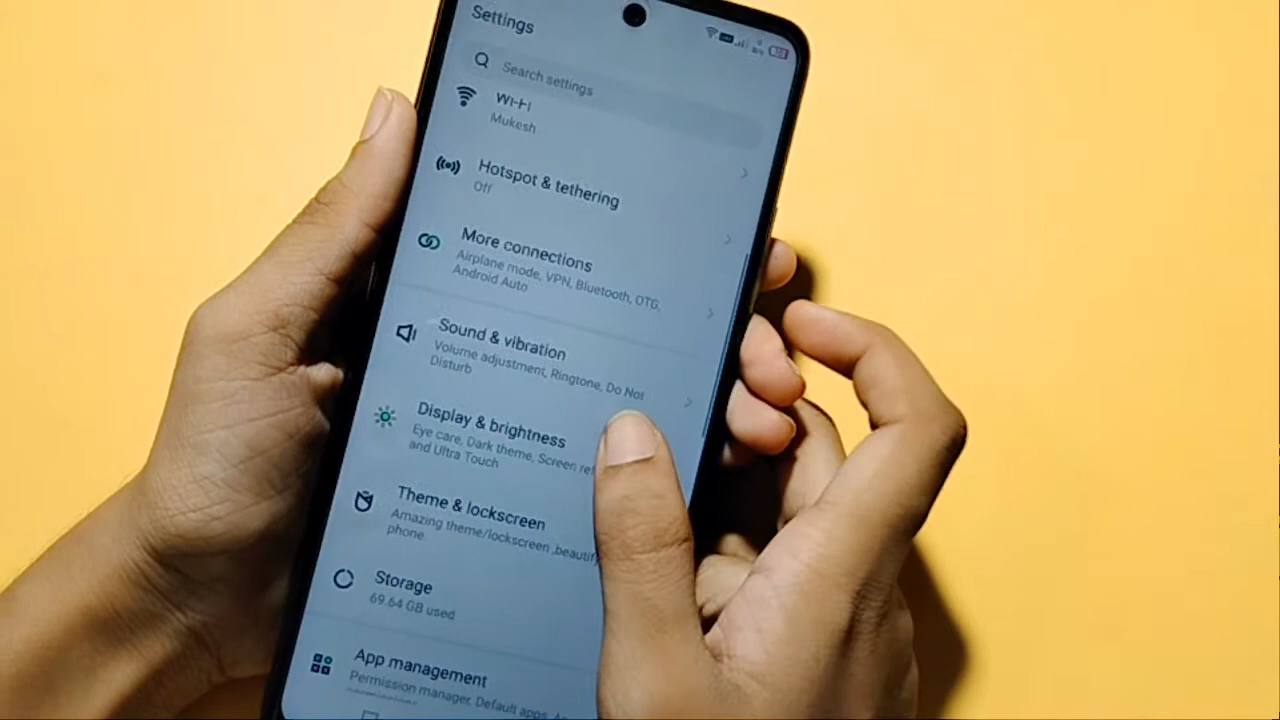 Settings
Search settings
Wi-Fi
Mukesh
Hotspot & tethering
Off
More connections
Airplane mode, VPN, Bluetooth, OTG,
Android Auto
Sound & vibration
Volume adjustment, Ringtone, Do Not
Disturb
Display & brightness
Eye care, Dark theme, Screen
and Ultra Touch
Theme & lockscreen
Amazing theme/lockscreen ,beautify
phone.
Storage
69.64 GB used
App management
Permission manager, Default apps,